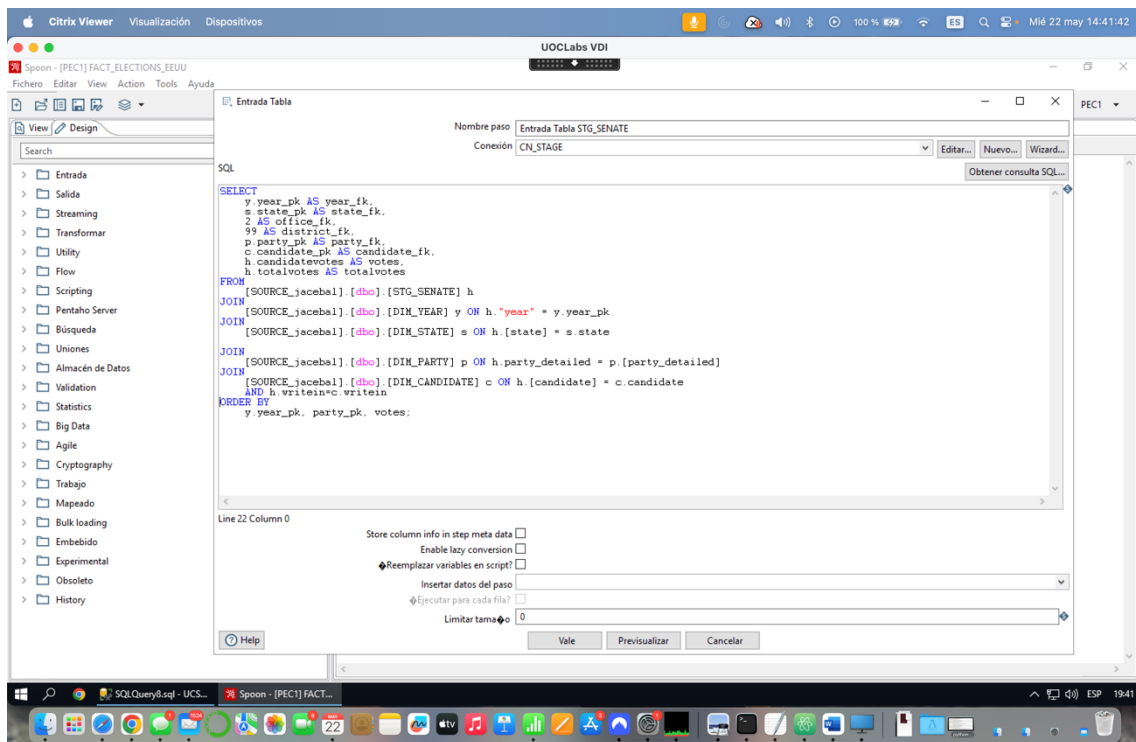 Citrix Viewer Visualización Dispositivos
100 % ES Mié 22 may 14:41:42
UOCLabs VDI
Spoon - [PEC1] FACT_ELECTIONS_EEUU
Fichero Editar View Action Tools Ayuda
PEC1
View Design
Search
Entrada
Salida
Streaming
Transformar
Utility
Flow
Scripting
Pentaho Server
Búsqueda
Uniones
Almacén de Datos
Validation
Statistics
Big Data
Agile
Cryptography
Trabajo
Mapeado
Bulk loading
Embebido
Experimental
Obsoleto
History
Entrada Tabla
Nombre paso Entrada Tabla STG_SENATE
Conexión CN_STAGE Editar... Nuevo... Wizard...
SQL Obtener consulta SQL...
SELECT
y.year_pk AS year_fk,
s.state_pk AS state_fk,
2 AS office_fk,
99 AS district_fk,
p.party_pk AS party_fk,
c.candidate_pk AS candidate_fk,
h.candidatevotes AS votes,
h.totalvotes AS totalvotes
FROM
[SOURCE_jacebal].[dbo].[STG_SENATE] h
JOIN
[SOURCE_jacebal].[dbo].[DIM_YEAR] y ON h."year" = y.year_pk
JOIN
[SOURCE_jacebal].[dbo].[DIM_STATE] s ON h.[state] = s.state
JOIN
[SOURCE_jacebal].[dbo].[DIM_PARTY] p ON h.party_detailed = p.[party_detailed]
JOIN
[SOURCE_jacebal].[dbo].[DIM_CANDIDATE] c ON h.[candidate] = c.candidate
AND h.writein=c.writein
ORDER BY
y.year_pk, party_pk, votes;
Line 22 Column 0
Store column info in step meta data
Enable lazy conversion
�Reemplazar variables en script?
Insertar datos del paso
�Ejecutar para cada fila?
Limitar tama�o 0
Help Vale Previsualizar Cancelar
SQLQuery8.sql - UCS... Spoon - [PEC1] FACT... ESP 19:41